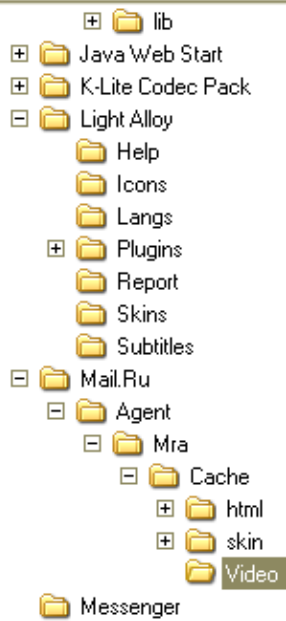 lib
Java Web Start
K-Lite Codec Pack
Light Alloy
Help
Icons
Langs
Plugins
Report
Skins
Subtitles
Mail.Ru
Agent
Mra
Cache
html
skin
Video
Messenger